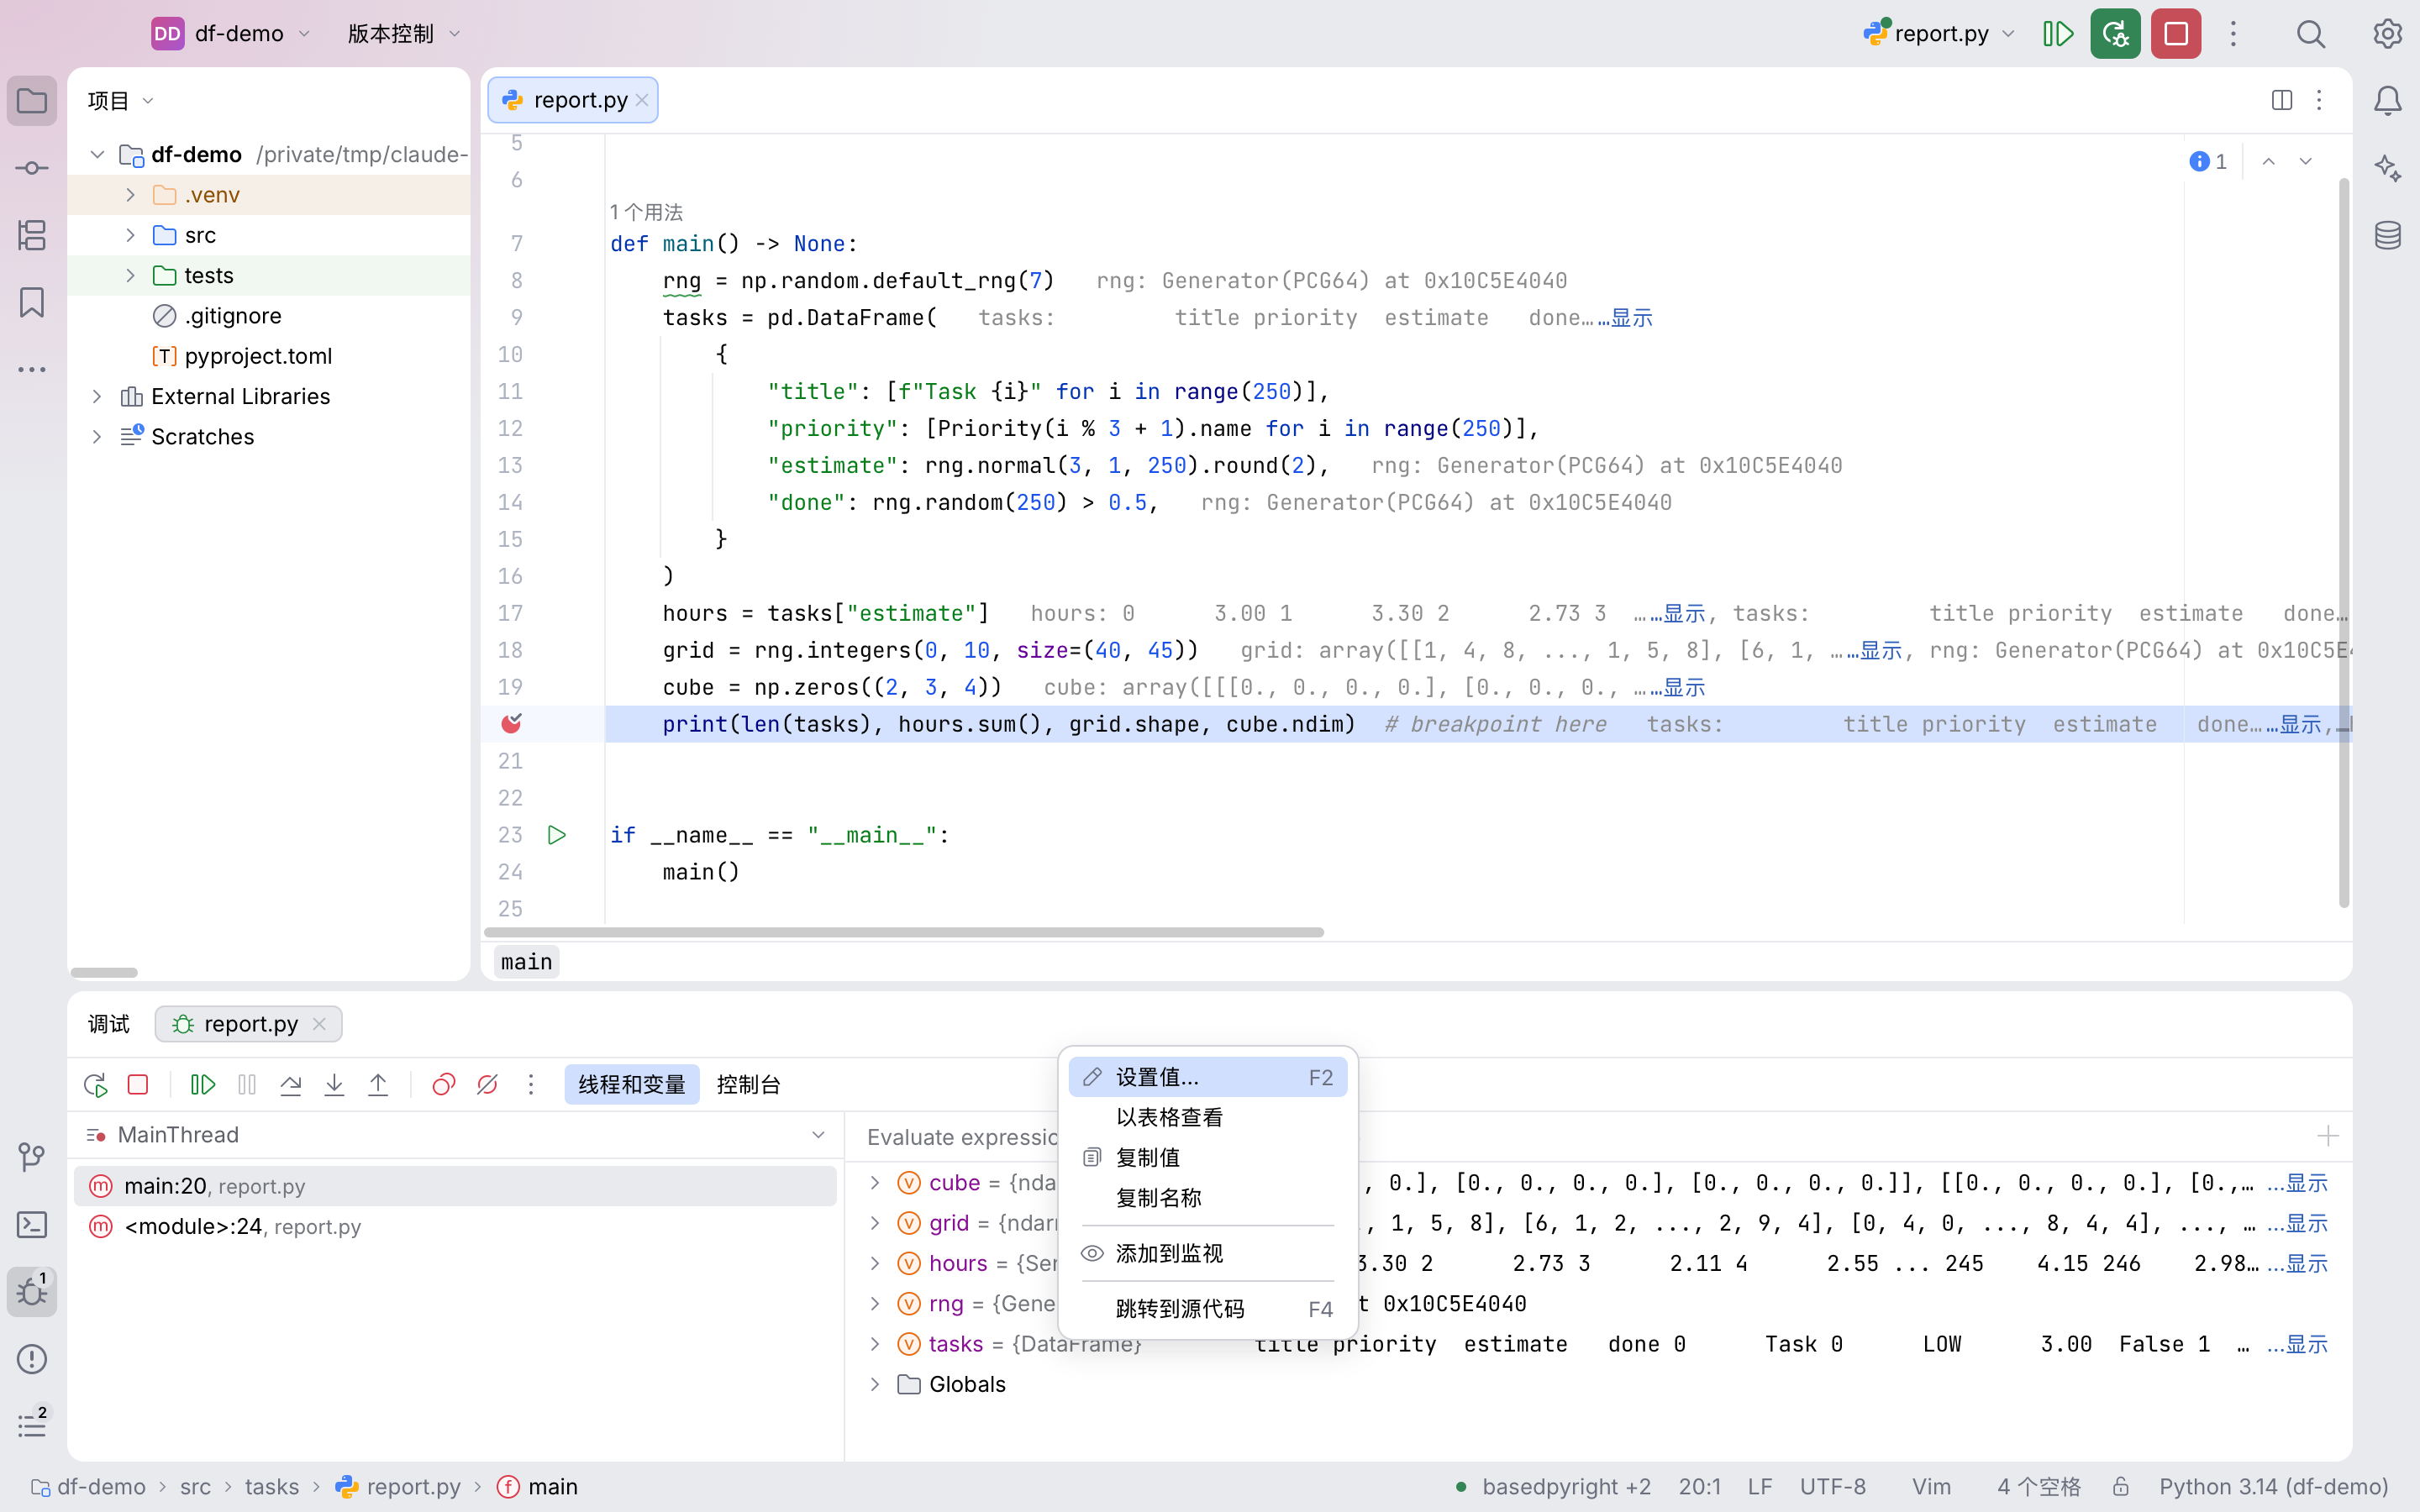 DD df-demo 版本控制 report.py
项目
report.py
df-demo /private/tmp/claude-
.venv
src
tests
.gitignore
pyproject.toml
External Libraries
Scratches
1
5
6
1 个用法
7 def main() -> None:
8 rng = np.random.default_rng(7) rng: Generator(PCG64) at 0x10C5E4040
9 tasks = pd.DataFrame( tasks: title priority estimate done……显示
10 {
11 "title": [f"Task {i}" for i in range(250)],
12 "priority": [Priority(i % 3 + 1).name for i in range(250)],
13 "estimate": rng.normal(3, 1, 250).round(2), rng: Generator(PCG64) at 0x10C5E4040
14 "done": rng.random(250) > 0.5, rng: Generator(PCG64) at 0x10C5E4040
15 }
16 )
17 hours = tasks["estimate"] hours: 0 3.00 1 3.30 2 2.73 3 ……显示, tasks: title priority estimate done…
18 grid = rng.integers(0, 10, size=(40, 45)) grid: array([[1, 4, 8, ..., 1, 5, 8], [6, 1, ……显示, rng: Generator(PCG64) at 0x10C5E4
19 cube = np.zeros((2, 3, 4)) cube: array([[[0., 0., 0., 0.], [0., 0., 0., ……显示
print(len(tasks), hours.sum(), grid.shape, cube.ndim) # breakpoint here tasks: title priority estimate done……显示,
21
22
23 if __name__ == "__main__":
24 main()
25
main
调试 report.py
线程和变量 控制台
MainThread
main:20, report.py
<module>:24, report.py
Evaluate expressio
设置值... F2
以表格查看
复制值
复制名称
添加到监视
跳转到源代码 F4
cube = {nda , 0.], [0., 0., 0., 0.], [0., 0., 0., 0.]], [[0., 0., 0., 0.], [0.,… …显示
grid = {ndarr , 1, 5, 8], [6, 1, 2, ..., 2, 9, 4], [0, 4, 0, ..., 8, 4, 4], ..., … …显示
hours = {Ser 3.30 2 2.73 3 2.11 4 2.55 ... 245 4.15 246 2.98… …显示
rng = {Gene t 0x10C5E4040
tasks = {DataFrame} title priority estimate done 0 Task 0 LOW 3.00 False 1 … …显示
Globals
1
2
df-demo src tasks report.py main
basedpyright +2 20:1 LF UTF-8 Vim 4 个空格 Python 3.14 (df-demo)